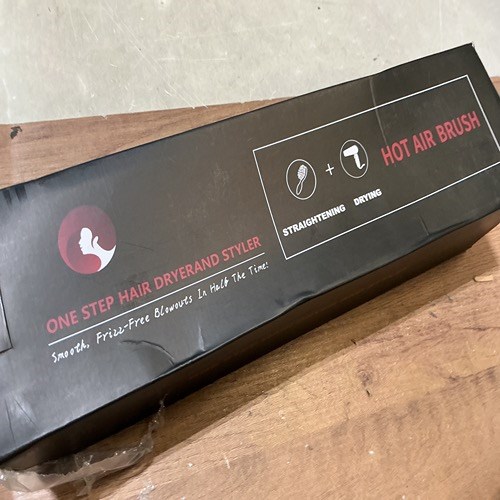 ONE STEP HAIR DRYERAND STYLER
Smooth, Frizz-Free Blowouts In Half The Time!
+
STRAIGHTENING DRYING
HOT AIR BRUSH